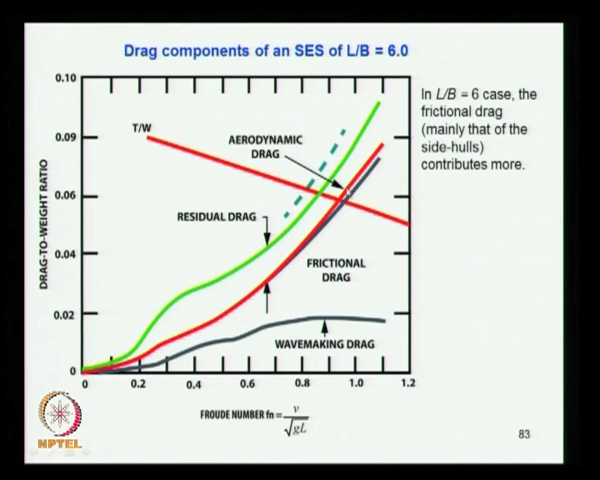 Drag components of an SES of L/B = 6.0
0.10
0.09
0.06
0.04
0.02
0
DRAG-TO-WEIGHT RATIO
T/W
AERODYNAMIC
DRAG
RESIDUAL DRAG
FRICTIONAL
DRAG
WAVEMAKING DRAG
0 0.2 0.4 0.6 0.8 1.0 1.2
FROUDE NUMBER fn = v / √gL
In L/B = 6 case, the
frictional drag
(mainly that of the
side-hulls)
contributes more.
NPTEL
83